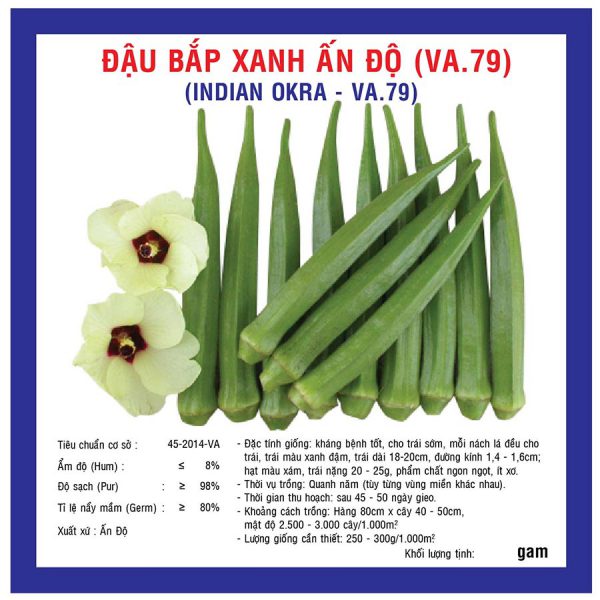 ĐẬU BẮP XANH ẤN ĐỘ (VA.79)
(INDIAN OKRA - VA.79)
Tiêu chuẩn cơ sở : 45-2014-VA
Ẩm độ (Hum) : ≤ 8%
Độ sạch (Pur) : ≥ 98%
Tỉ lệ nẩy mầm (Germ) : ≥ 80%
Xuất xứ : Ấn Độ
- Đặc tính giống: kháng bệnh tốt, cho trái sớm, mỗi nách lá đều cho
trái, trái màu xanh đậm, trái dài 18-20cm, đường kính 1,4 - 1,6cm;
hạt màu xám, trái nặng 20 - 25g, phẩm chất ngon ngọt, ít xơ.
- Thời vụ trồng: Quanh năm (tùy từng vùng miền khác nhau).
- Thời gian thu hoạch: sau 45 - 50 ngày gieo.
- Khoảng cách trồng: Hàng 80cm x cây 40 - 50cm,
mật độ 2.500 - 3.000 cây/1.000m²
- Lượng giống cần thiết: 250 - 300g/1.000m²
Khối lượng tịnh: gam